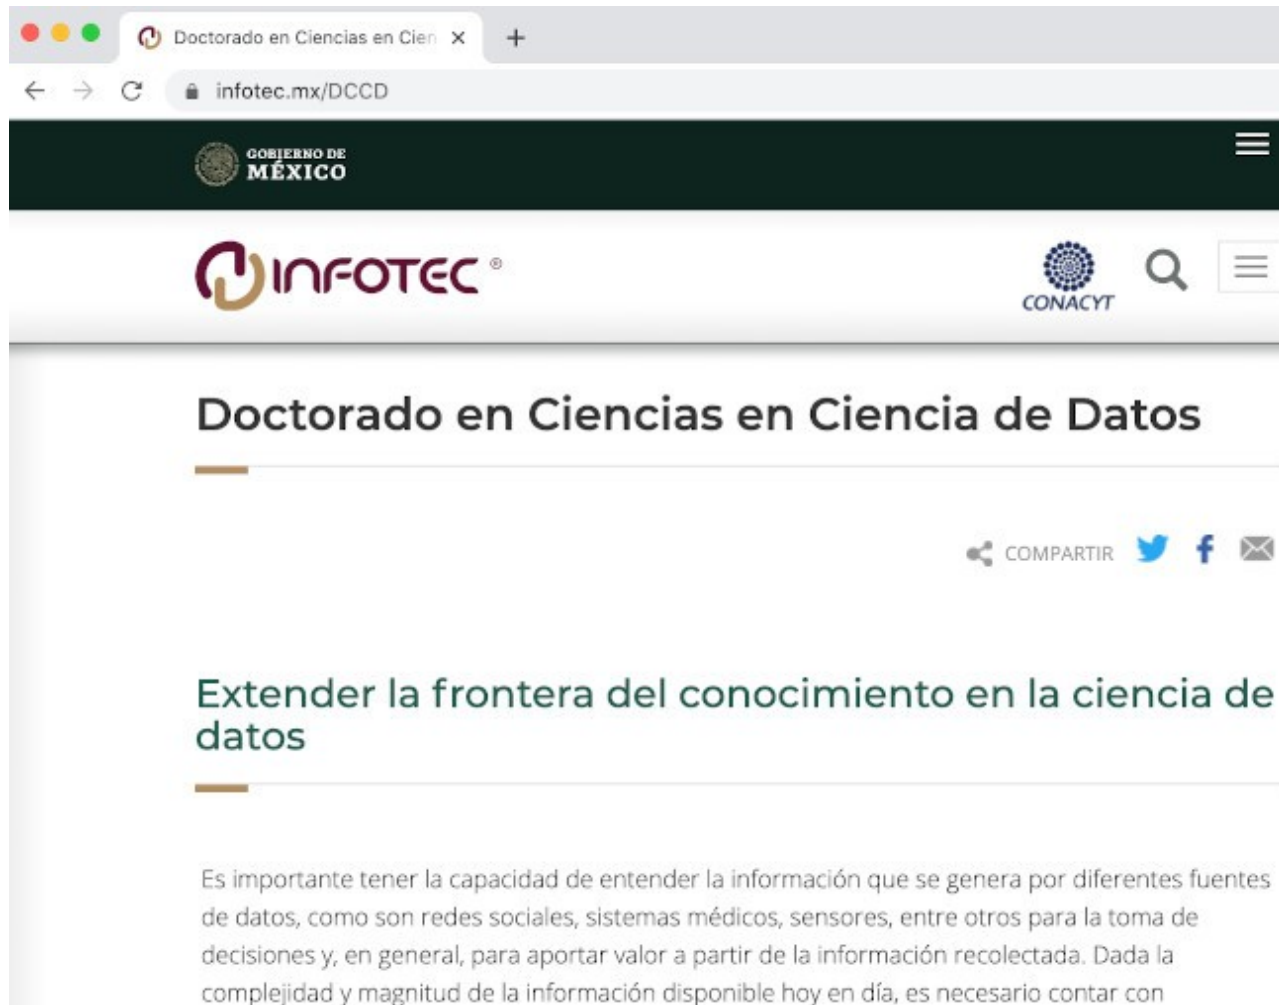 Doctorado en Ciencias en Cien
infotec.mx/DCCD
GOBIERNO DE
MÉXICO
INFOTEC ®
CONACYT
Doctorado en Ciencias en Ciencia de Datos
COMPARTIR
Extender la frontera del conocimiento en la ciencia de
datos
Es importante tener la capacidad de entender la información que se genera por diferentes fuentes
de datos, como son redes sociales, sistemas médicos, sensores, entre otros para la toma de
decisiones y, en general, para aportar valor a partir de la información recolectada. Dada la
complejidad y magnitud de la información disponible hoy en día, es necesario contar con